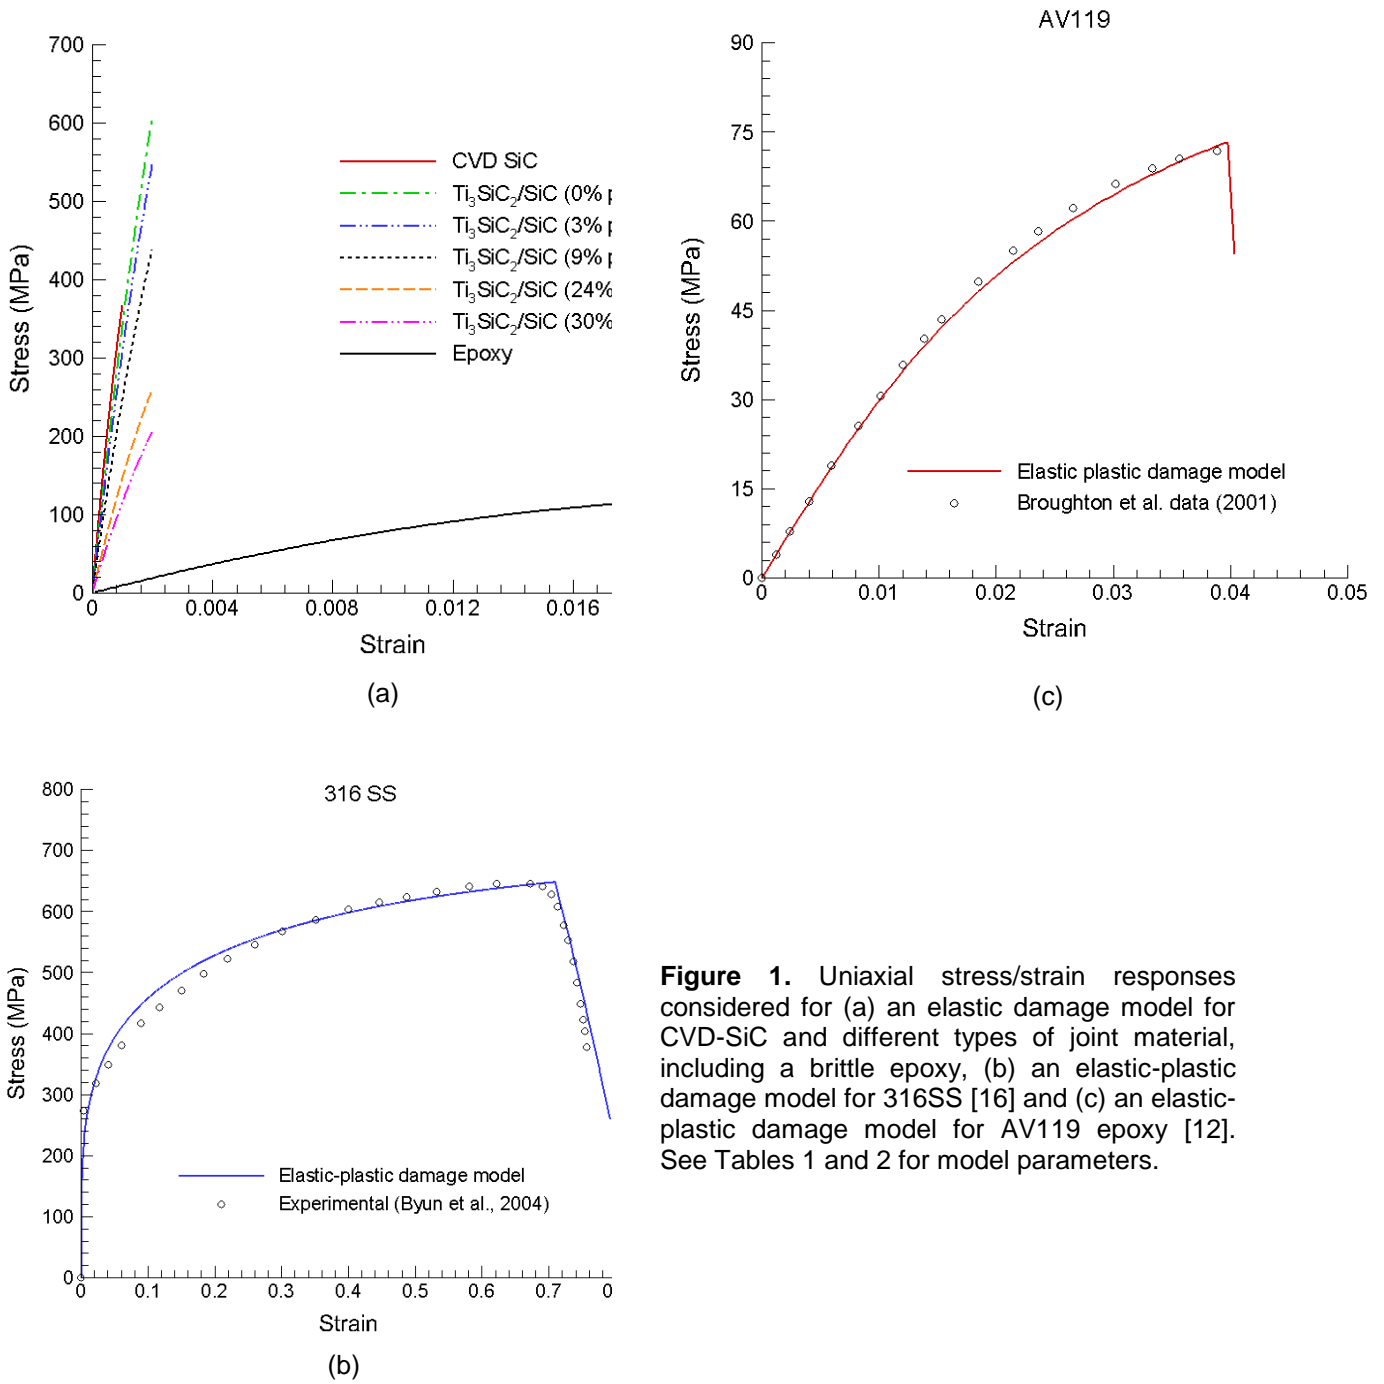 700
600
500
400
300
200
100
0
Stress (MPa)
CVD SiC
Ti3SiC2/SiC (0% p
Ti3SiC2/SiC (3% p
Ti3SiC2/SiC (9% p
Ti3SiC2/SiC (24%
Ti3SiC2/SiC (30%
Epoxy
0 0.004 0.008 0.012 0.016
Strain
(a)
AV119
90
75
60
45
30
15
0
Stress (MPa)
Elastic plastic damage model
Broughton et al. data (2001)
0 0.01 0.02 0.03 0.04 0.05
Strain
(c)
316 SS
800
700
600
500
400
300
200
100
0
Stress (MPa)
Elastic-plastic damage model
Experimental (Byun et al., 2004)
0 0.1 0.2 0.3 0.4 0.5 0.6 0.7 0
Strain
(b)
Figure 1. Uniaxial stress/strain responses
considered for (a) an elastic damage model for
CVD-SiC and different types of joint material,
including a brittle epoxy, (b) an elastic-plastic
damage model for 316SS [16] and (c) an elastic-
plastic damage model for AV119 epoxy [12].
See Tables 1 and 2 for model parameters.